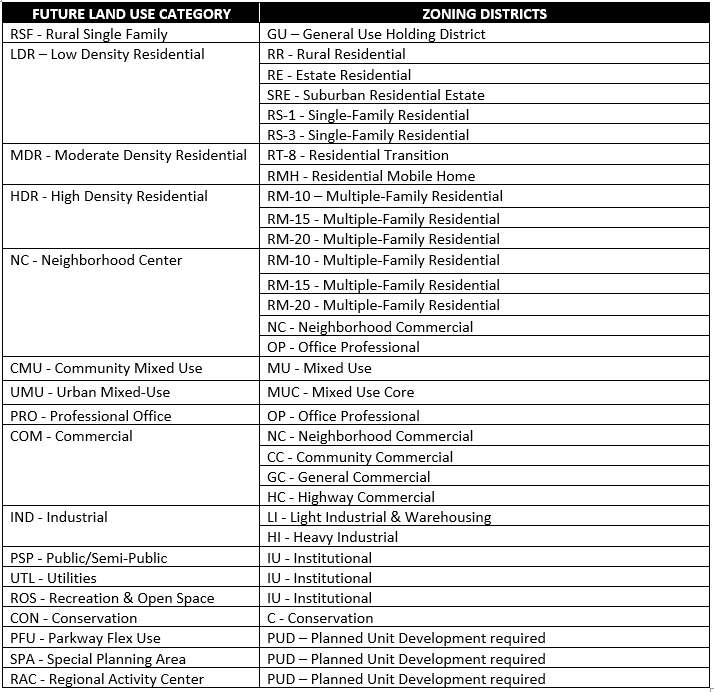 FUTURE LAND USE CATEGORY ZONING DISTRICTS
RSF - Rural Single Family GU – General Use Holding District
LDR – Low Density Residential RR - Rural Residential
RE - Estate Residential
SRE - Suburban Residential Estate
RS-1 - Single-Family Residential
RS-3 - Single-Family Residential
MDR - Moderate Density Residential RT-8 - Residential Transition
RMH - Residential Mobile Home
HDR - High Density Residential RM-10 – Multiple-Family Residential
RM-15 - Multiple-Family Residential
RM-20 - Multiple-Family Residential
NC - Neighborhood Center RM-10 - Multiple-Family Residential
RM-15 - Multiple-Family Residential
RM-20 - Multiple-Family Residential
NC - Neighborhood Commercial
OP - Office Professional
CMU - Community Mixed Use MU - Mixed Use
UMU - Urban Mixed-Use MUC - Mixed Use Core
PRO - Professional Office OP - Office Professional
COM - Commercial NC - Neighborhood Commercial
CC - Community Commercial
GC - General Commercial
HC - Highway Commercial
IND - Industrial LI - Light Industrial & Warehousing
HI - Heavy Industrial
PSP - Public/Semi-Public IU - Institutional
UTL - Utilities IU - Institutional
ROS - Recreation & Open Space IU - Institutional
CON - Conservation C - Conservation
PFU - Parkway Flex Use PUD – Planned Unit Development required
SPA - Special Planning Area PUD – Planned Unit Development required
RAC - Regional Activity Center PUD – Planned Unit Development required